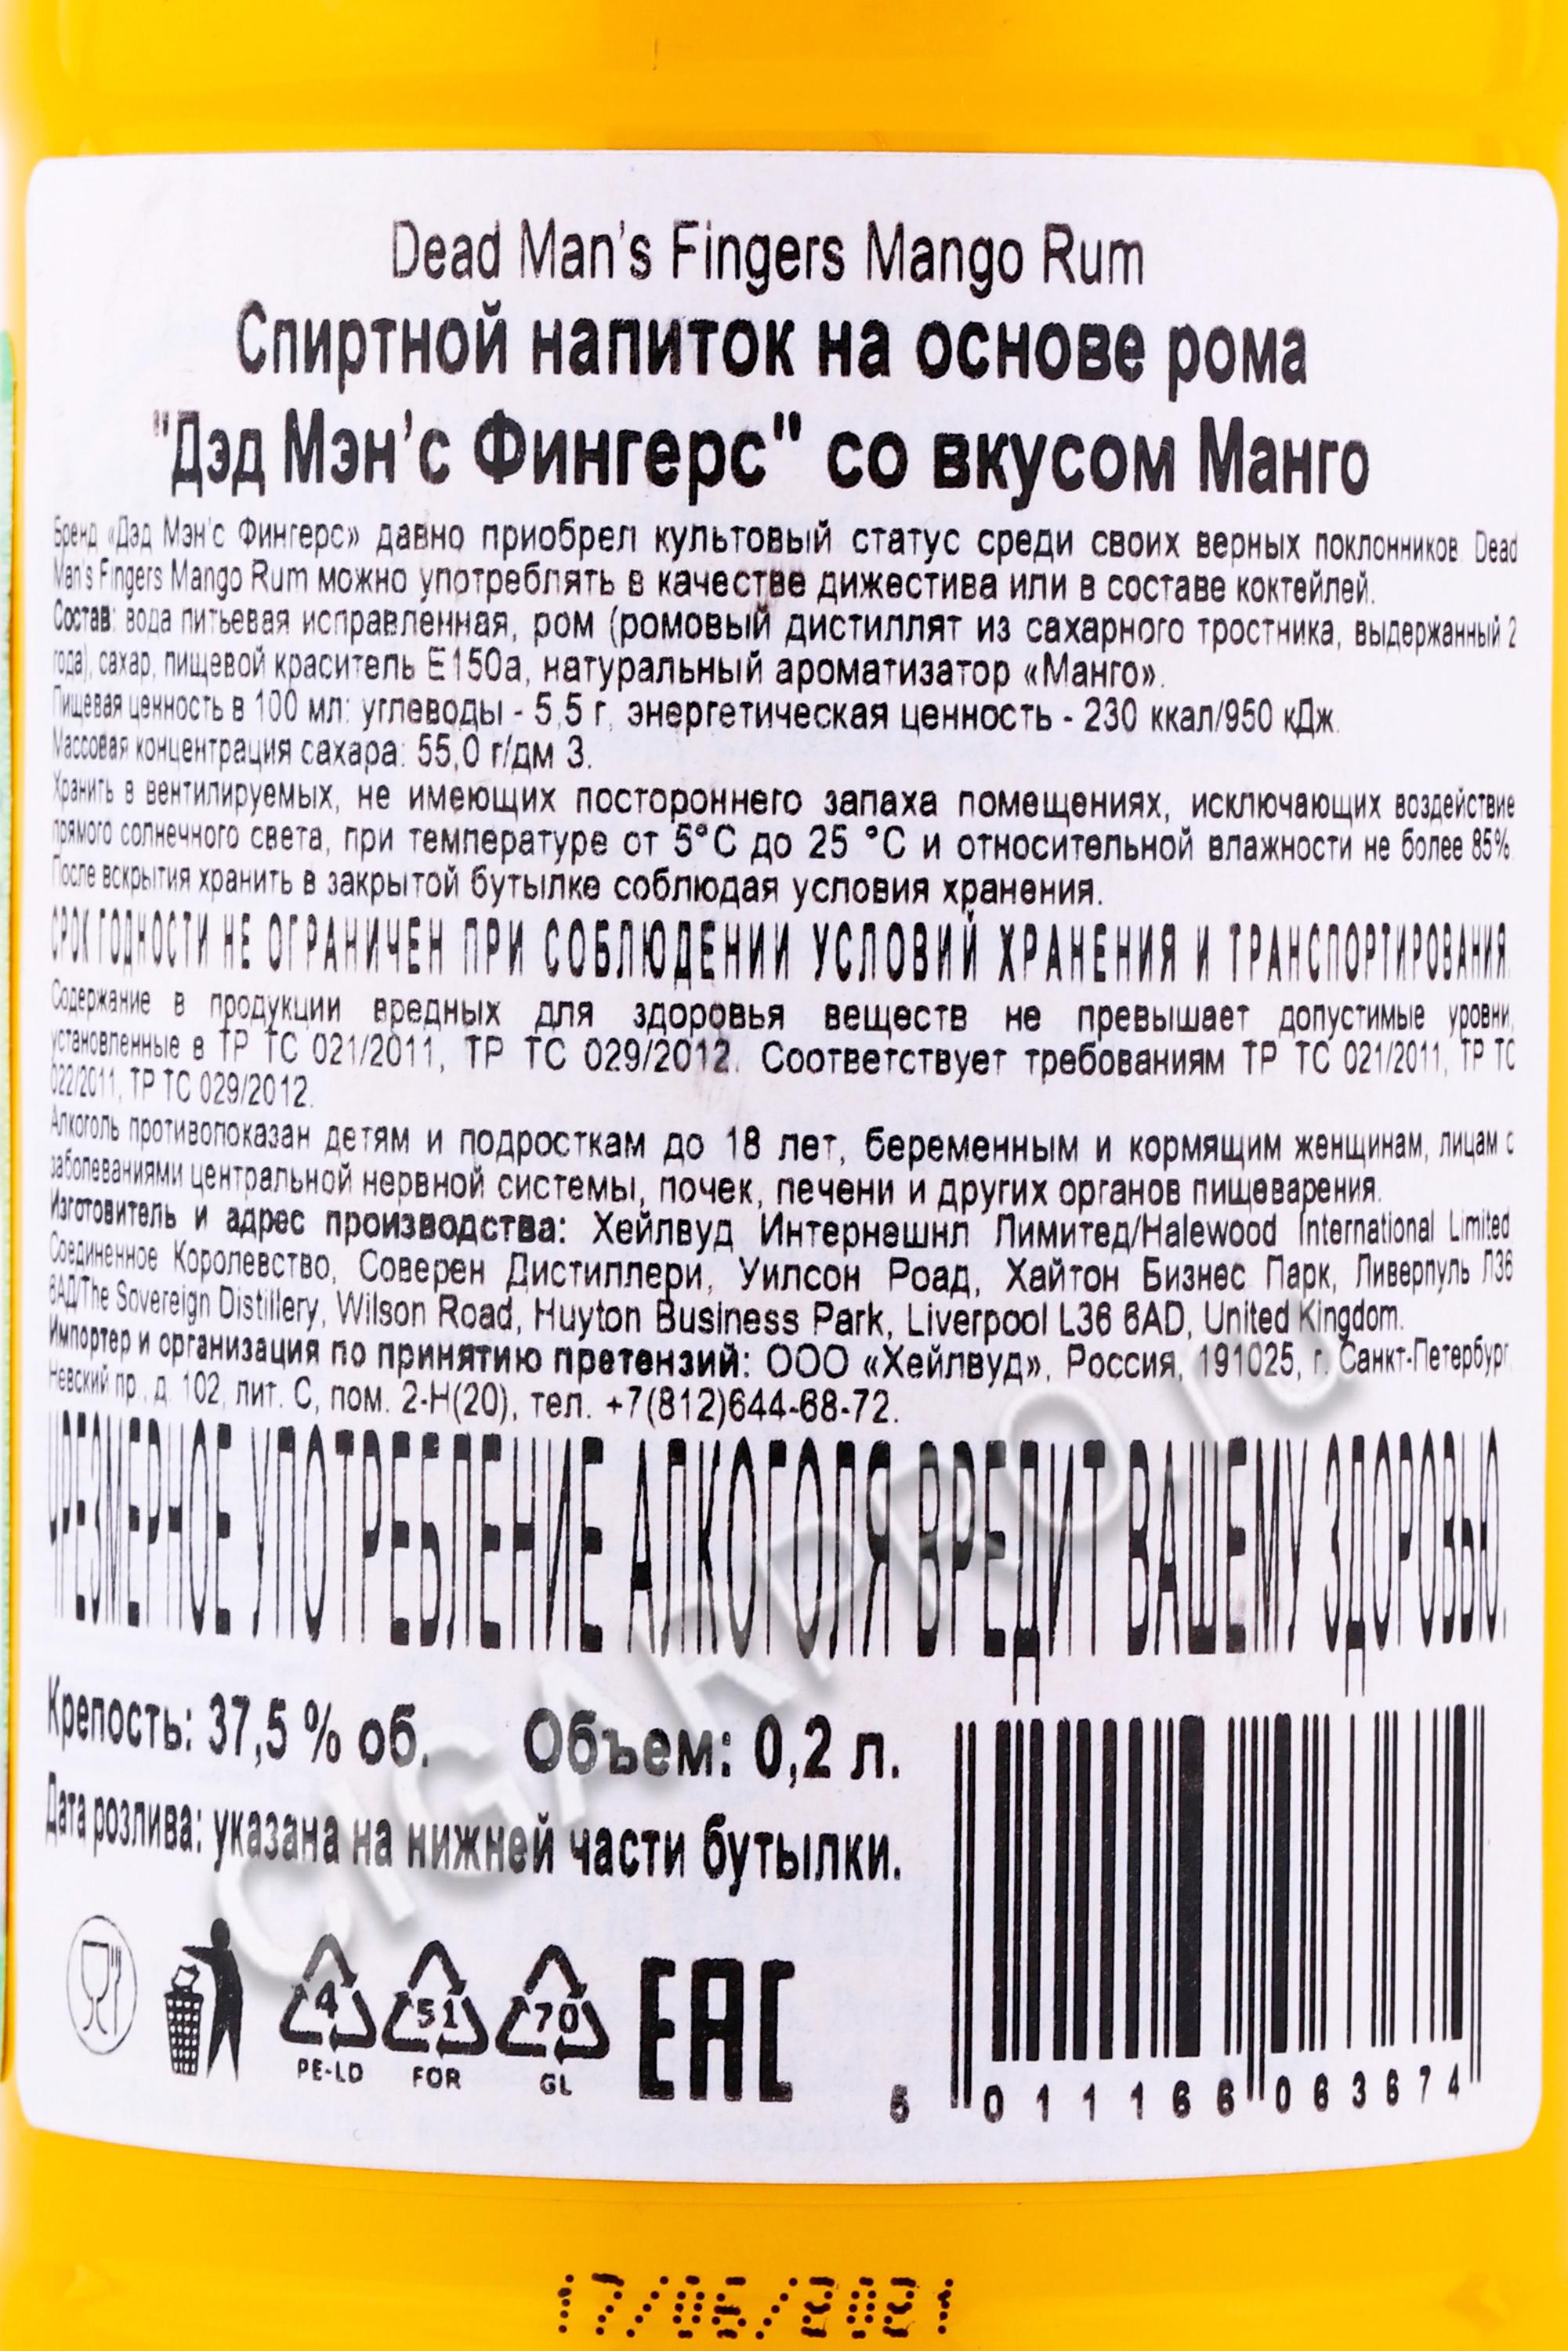 Dead Man's Fingers Mango Rum
Спиртной напиток на основе рома
"Дэд Мэн'с Фингерс" со вкусом Манго
Бренд «Дэд Мэн'с Фингерс» давно приобрел культовый статус среди своих верных поклонников. Dead
Man's Fingers Mango Rum можно употреблять в качестве дижестива или в составе коктейлей.
Состав: вода питьевая исправленная, ром (ромовый дистиллят из сахарного тростника, выдержанный 2
года), сахар, пищевой краситель Е150а, натуральный ароматизатор «Манго».
Пищевая ценность в 100 мл: углеводы - 5,5 г, энергетическая ценность - 230 ккал/950 кДж.
Массовая концентрация сахара: 55,0 г/дм 3.
Хранить в вентилируемых, не имеющих постороннего запаха помещениях, исключающих воздействие
прямого солнечного света, при температуре от 5°С до 25 °С и относительной влажности не более 85%.
После вскрытия хранить в закрытой бутылке соблюдая условия хранения.
СРОК ГОДНОСТИ НЕ ОГРАНИЧЕН ПРИ СОБЛЮДЕНИИ УСЛОВИЙ ХРАНЕНИЯ И ТРАНСПОРТИРОВАНИЯ.
Содержание в продукции вредных для здоровья веществ не превышает допустимые уровни,
установленные в ТР ТС 021/2011, ТР ТС 029/2012. Соответствует требованиям ТР ТС 021/2011, ТР ТС
022/2011, ТР ТС 029/2012.
Алкоголь противопоказан детям и подросткам до 18 лет, беременным и кормящим женщинам, лицам с
заболеваниями центральной нервной системы, почек, печени и других органов пищеварения.
Изготовитель и адрес производства: Хейлвуд Интернешнл Лимитед/Halewood International Limited
Соединенное Королевство, Соверен Дистиллери, Уилсон Роад, Хайтон Бизнес Парк, Ливерпуль Л36
6АД/The Sovereign Distillery, Wilson Road, Huyton Business Park, Liverpool L36 6AD, United Kingdom.
Импортер и организация по принятию претензий: ООО «Хейлвуд», Россия, 191025, г. Санкт-Петербург
Невский пр., д. 102, лит. С, пом. 2-Н(20), тел. +7(812)644-68-72.
ЧРЕЗМЕРНОЕ УПОТРЕБЛЕНИЕ АЛКОГОЛЯ ВРЕДИТ ВАШЕМУ ЗДОРОВЬЮ.
Крепость: 37,5 % об. Объем: 0,2 л.
Дата розлива: указана на нижней части бутылки.
4 51 70
PE-LD FOR GL
EAC
5 011166 063674
17/06/2021
CIGARPRO.ru